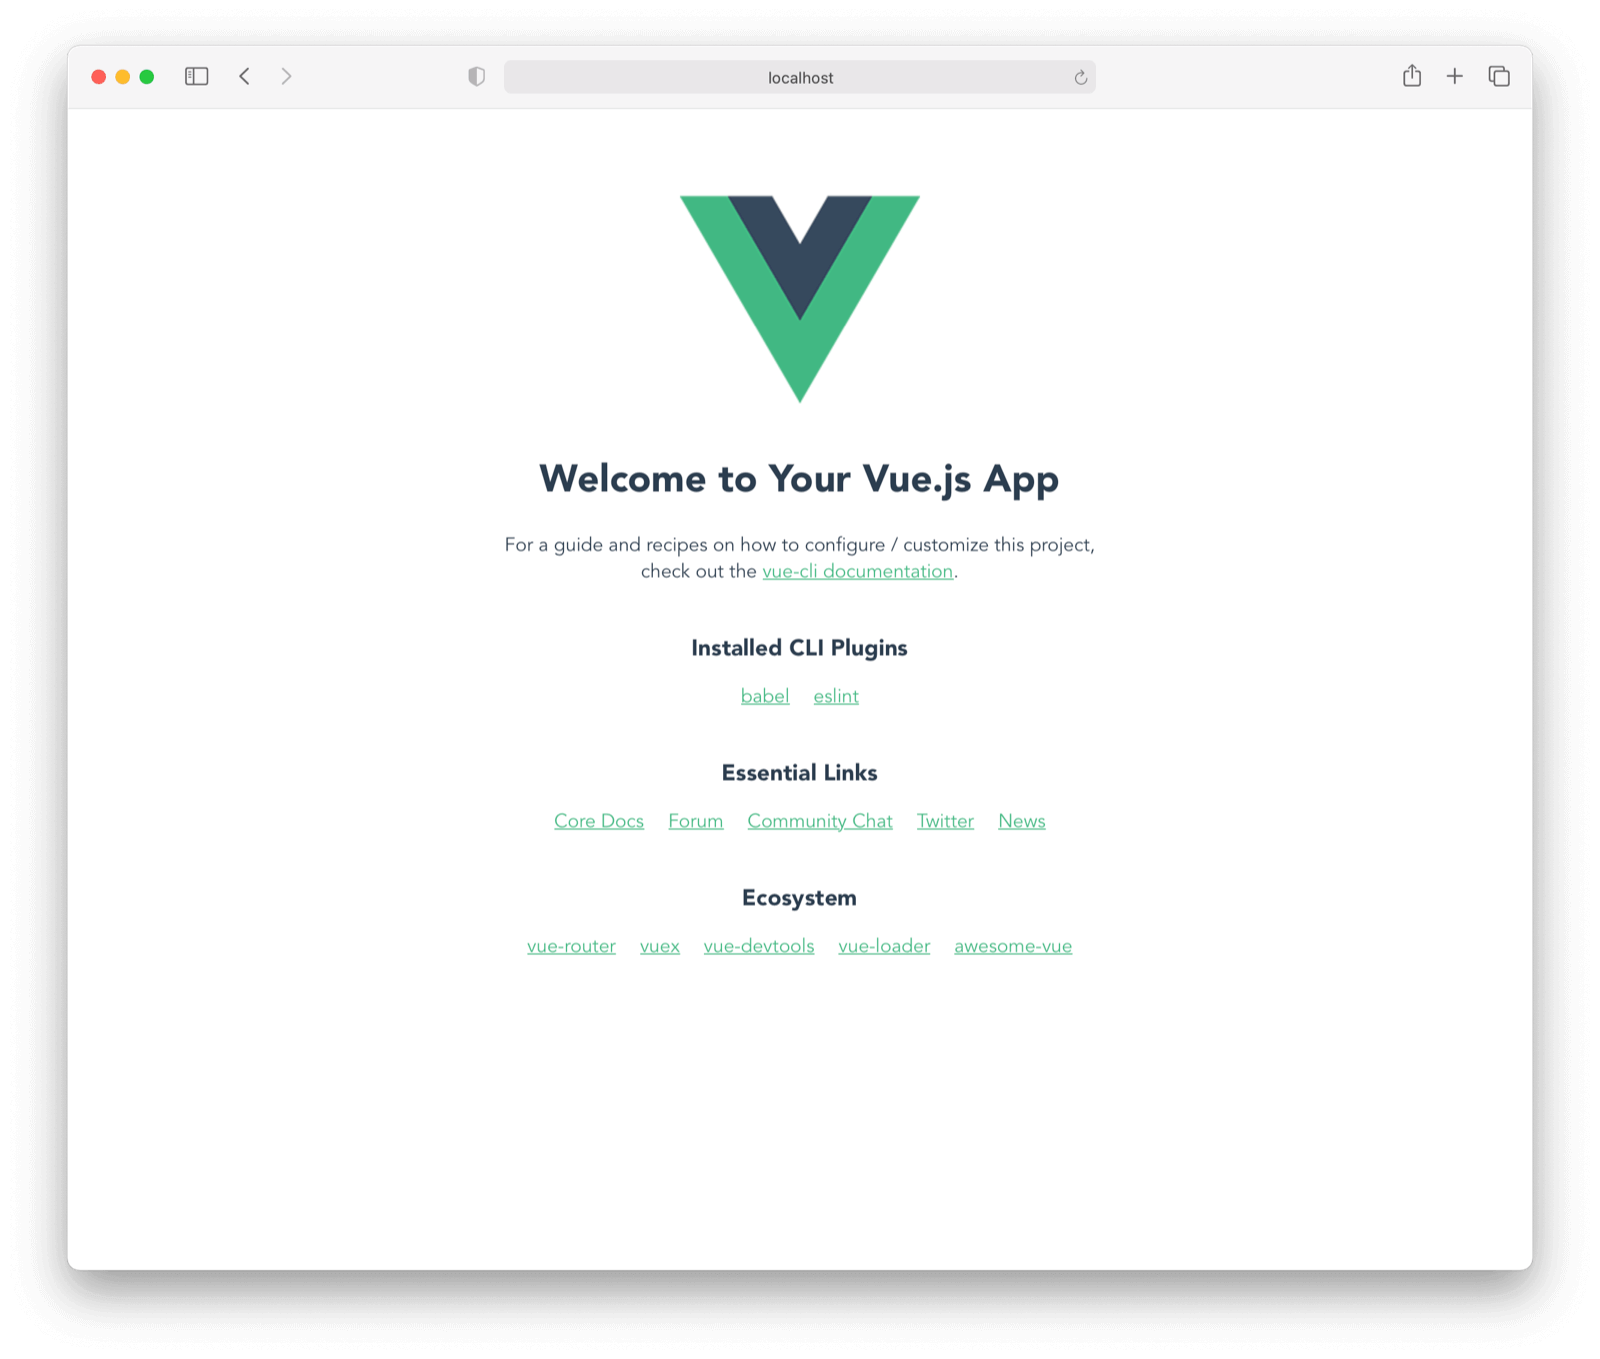 localhost
Welcome to Your Vue.js App
For a guide and recipes on how to configure / customize this project,
check out the vue-cli documentation.
Installed CLI Plugins
babel eslint
Essential Links
Core Docs Forum Community Chat Twitter News
Ecosystem
vue-router vuex vue-devtools vue-loader awesome-vue